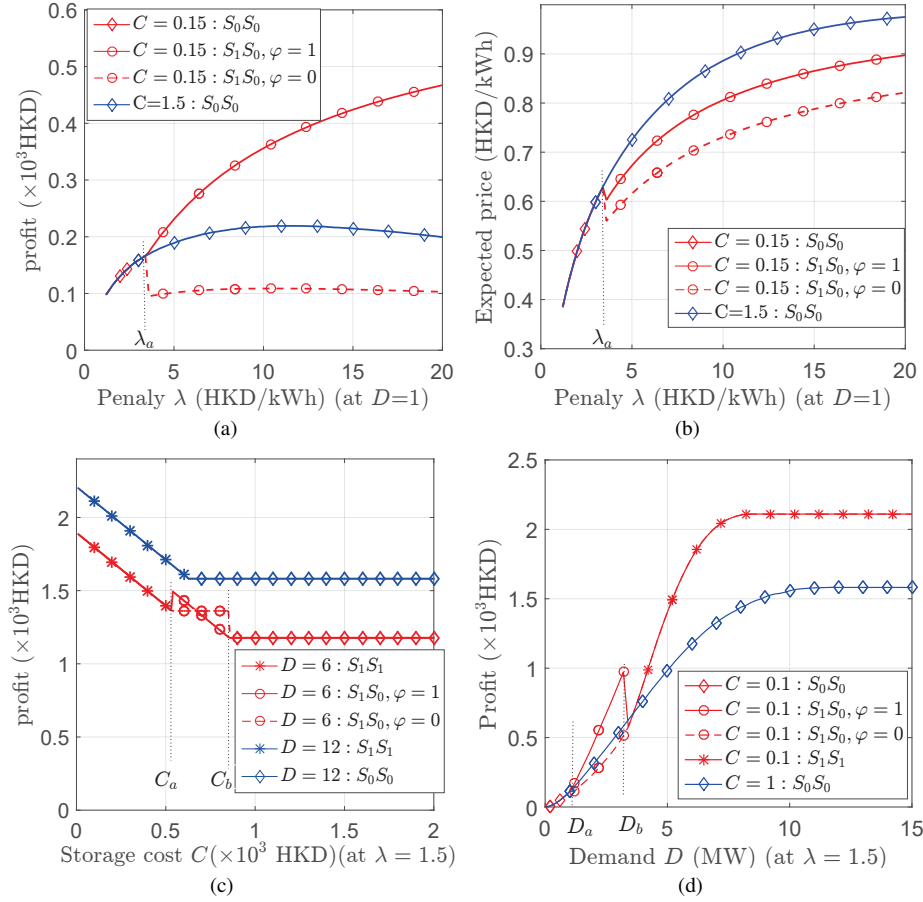 profit (×10³HKD)
0.6
0.5
0.4
0.3
0.2
0.1
0
C = 0.15 : S₀S₀
C = 0.15 : S₁S₀, φ = 1
C = 0.15 : S₁S₀, φ = 0
C=1.5 : S₀S₀
λₐ
0 5 10 15 20
Penaly λ (HKD/kWh) (at D=1)
(a)
Expected price (HKD/kWh)
0.9
0.8
0.7
0.6
0.5
0.4
0.3
C = 0.15 : S₀S₀
C = 0.15 : S₁S₀, φ = 1
C = 0.15 : S₁S₀, φ = 0
C=1.5 : S₀S₀
λₐ
0 5 10 15 20
Penaly λ (HKD/kWh) (at D=1)
(b)
profit (×10³HKD)
2
1.5
1
0.5
0
D = 6 : S₁S₁
D = 6 : S₁S₀, φ = 1
D = 6 : S₁S₀, φ = 0
D = 12 : S₁S₁
D = 12 : S₀S₀
Cₐ C_b
0 0.5 1 1.5 2
Storage cost C(×10³ HKD)(at λ = 1.5)
(c)
Profit (×10³HKD)
2.5
2
1.5
1
0.5
0
C = 0.1 : S₀S₀
C = 0.1 : S₁S₀, φ = 1
C = 0.1 : S₁S₀, φ = 0
C = 0.1 : S₁S₁
C = 1 : S₀S₀
Dₐ D_b
0 5 10 15
Demand D (MW) (at λ = 1.5)
(d)